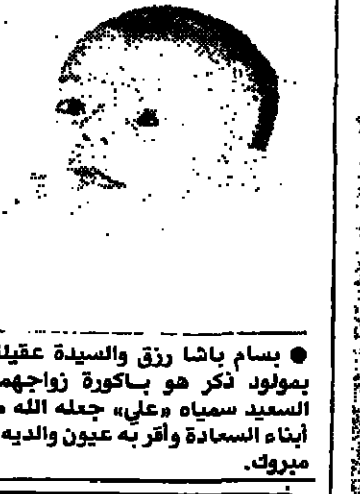 ● بسام باشا رزق والسيدة عقيلته
بمولود ذكر هو باكورة زواجهما
السعيد سمياه «علي» جعله الله
أبناء السعادة وأقر به عيون والديه
مبروك.